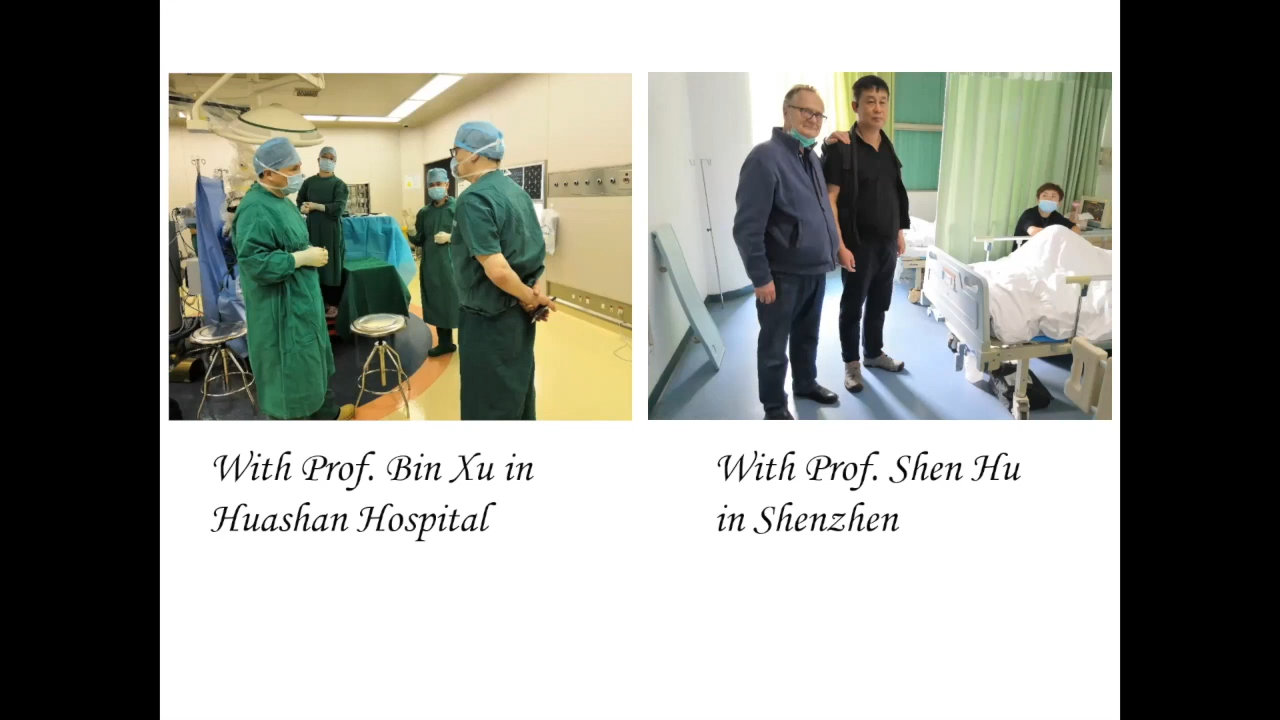 With Prof. Bin Xu in
Huashan Hospital
With Prof. Shen Hu
in Shenzhen